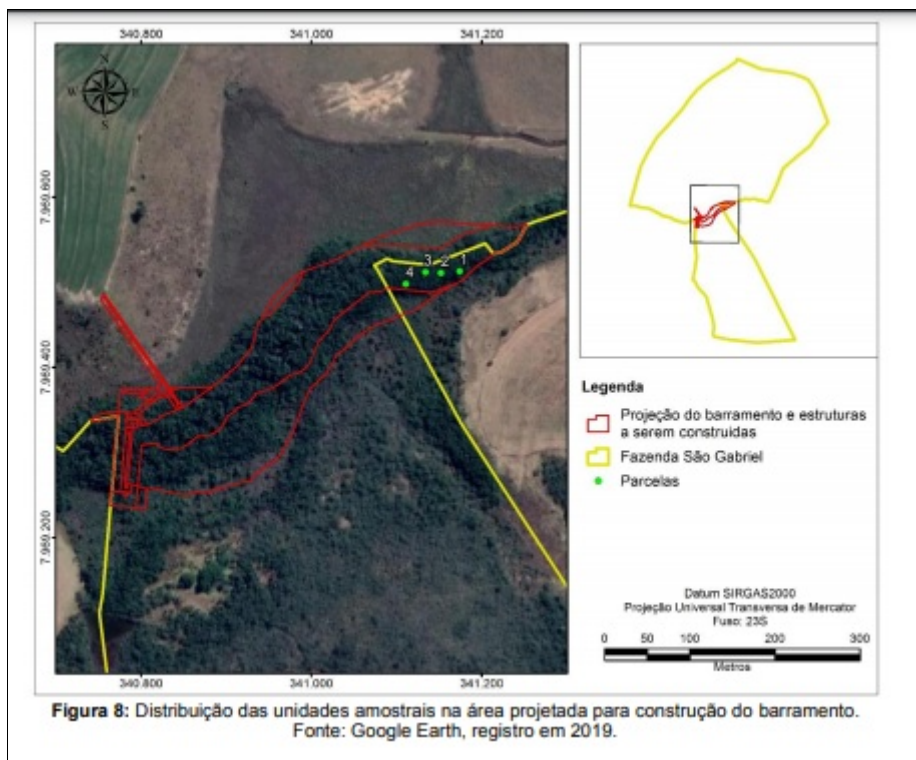 340,800 341,000 341,200
N
W E
S
7.969.600
7.969.400
7.969.200
4 3 2 1
340,800 341,000 341,200
Legenda
Projeção do barramento e estruturas
a serem construidas
Fazenda São Gabriel
Parcelas
Datum SIRGAS2000
Projeção Universal Transversa de Mercator
Fuso: 23S
0 50 100 200 300
Metros
Figura 8: Distribuição das unidades amostrais na área projetada para construção do barramento.
Fonte: Google Earth, registro em 2019.